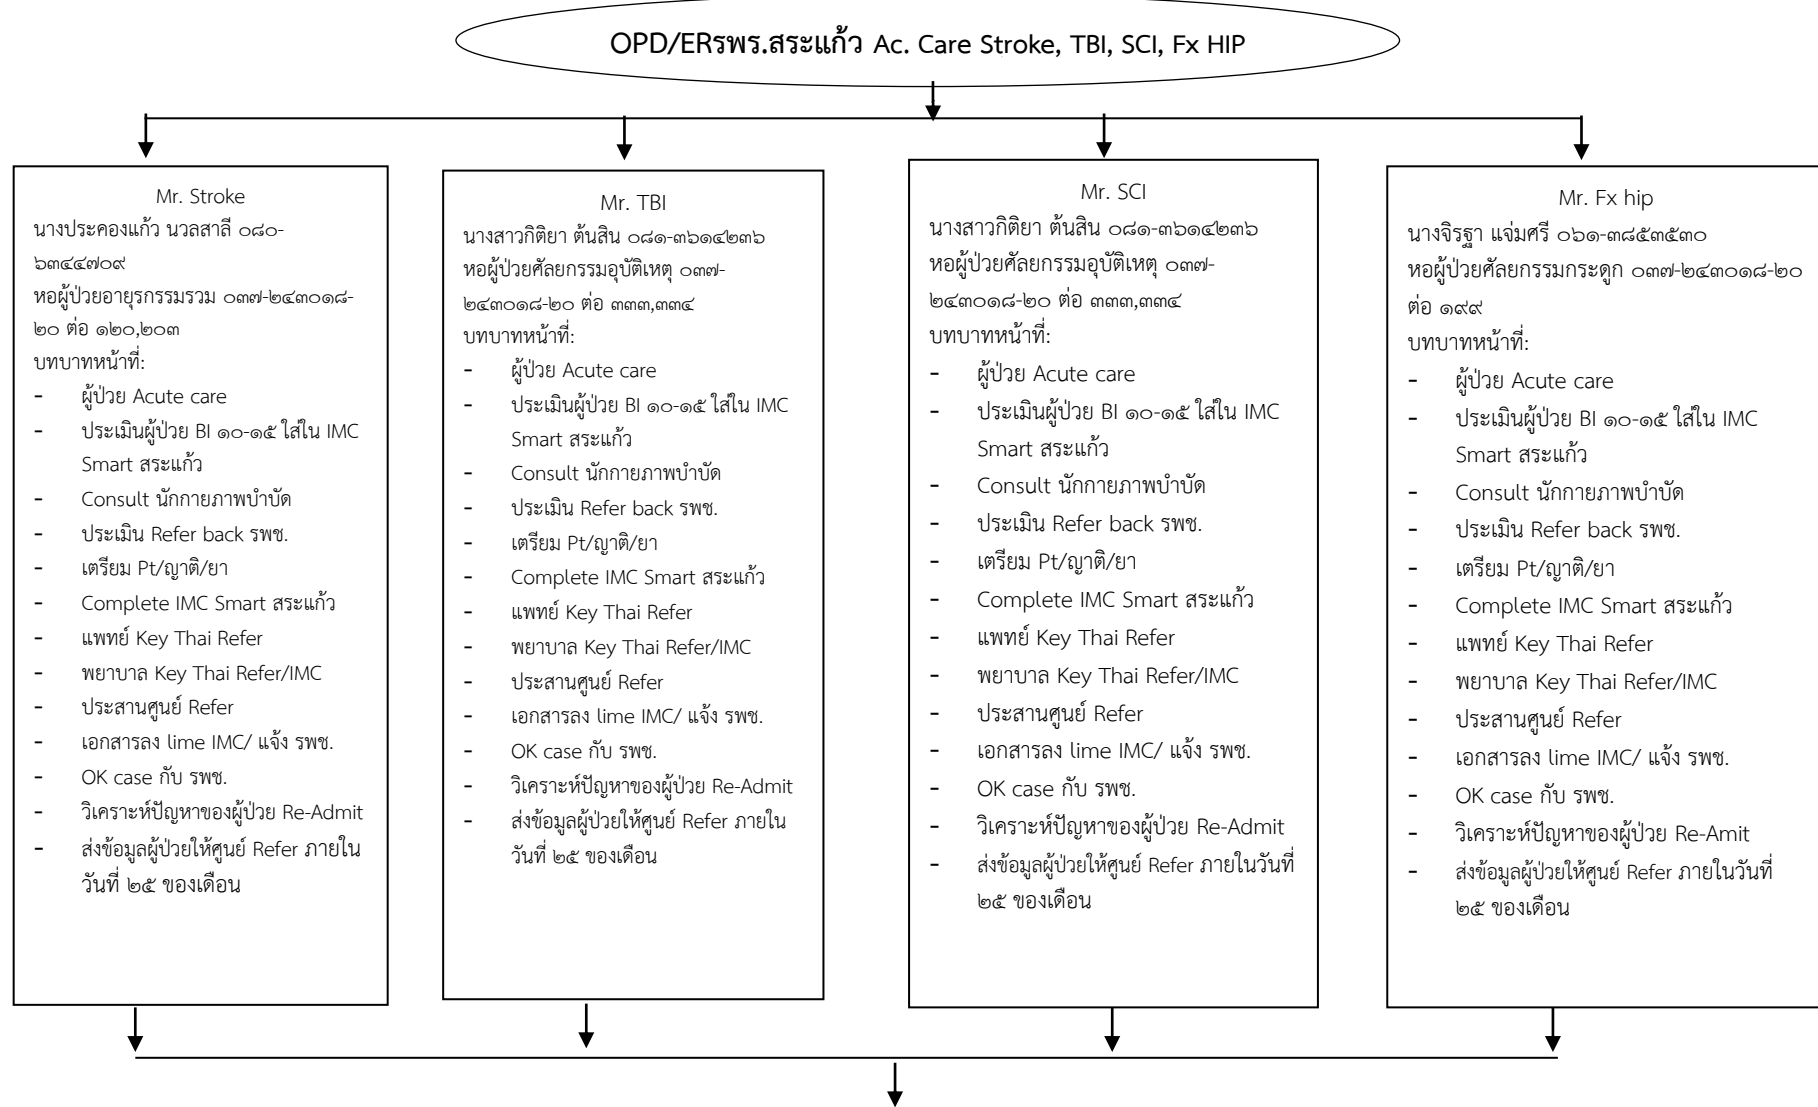 OPD/ERรพร.สระแก้ว Ac. Care Stroke, TBI, SCI, Fx HIP
Mr. Stroke
นางประคองแก้ว นวลสาลี ๐๘๐-
๖๓๔๔๗๐๙
หอผู้ป่วยอายุรกรรมรวม ๐๓๗-๒๔๓๐๑๘-
๒๐ ต่อ ๑๒๐,๒๐๓
บทบาทหน้าที่:
- ผู้ป่วย Acute care
- ประเมินผู้ป่วย BI ๑๐-๑๕ ใส่ใน IMC
Smart สระแก้ว
- Consult นักกายภาพบำบัด
- ประเมิน Refer back รพช.
- เตรียม Pt/ญาติ/ยา
- Complete IMC Smart สระแก้ว
- แพทย์ Key Thai Refer
- พยาบาล Key Thai Refer/IMC
- ประสานศูนย์ Refer
- เอกสารลง lime IMC/ แจ้ง รพช.
- OK case กับ รพช.
- วิเคราะห์ปัญหาของผู้ป่วย Re-Admit
- ส่งข้อมูลผู้ป่วยให้ศูนย์ Refer ภายใน
วันที่ ๒๕ ของเดือน
Mr. TBI
นางสาวกิติยา ต้นสิน ๐๘๑-๓๖๑๔๒๓๖
หอผู้ป่วยศัลยกรรมอุบัติเหตุ ๐๓๗-
๒๔๓๐๑๘-๒๐ ต่อ ๓๓๓,๓๓๔
บทบาทหน้าที่:
- ผู้ป่วย Acute care
- ประเมินผู้ป่วย BI ๑๐-๑๕ ใส่ใน IMC
Smart สระแก้ว
- Consult นักกายภาพบำบัด
- ประเมิน Refer back รพช.
- เตรียม Pt/ญาติ/ยา
- Complete IMC Smart สระแก้ว
- แพทย์ Key Thai Refer
- พยาบาล Key Thai Refer/IMC
- ประสานศูนย์ Refer
- เอกสารลง lime IMC/ แจ้ง รพช.
- OK case กับ รพช.
- วิเคราะห์ปัญหาของผู้ป่วย Re-Admit
- ส่งข้อมูลผู้ป่วยให้ศูนย์ Refer ภายใน
วันที่ ๒๕ ของเดือน
Mr. SCI
นางสาวกิติยา ต้นสิน ๐๘๑-๓๖๑๔๒๓๖
หอผู้ป่วยศัลยกรรมอุบัติเหตุ ๐๓๗-
๒๔๓๐๑๘-๒๐ ต่อ ๓๓๓,๓๓๔
บทบาทหน้าที่:
- ผู้ป่วย Acute care
- ประเมินผู้ป่วย BI ๑๐-๑๕ ใส่ใน IMC
Smart สระแก้ว
- Consult นักกายภาพบำบัด
- ประเมิน Refer back รพช.
- เตรียม Pt/ญาติ/ยา
- Complete IMC Smart สระแก้ว
- แพทย์ Key Thai Refer
- พยาบาล Key Thai Refer/IMC
- ประสานศูนย์ Refer
- เอกสารลง lime IMC/ แจ้ง รพช.
- OK case กับ รพช.
- วิเคราะห์ปัญหาของผู้ป่วย Re-Admit
- ส่งข้อมูลผู้ป่วยให้ศูนย์ Refer ภายในวันที่
๒๕ ของเดือน
Mr. Fx hip
นางจิรฐา แจ่มศรี ๐๖๑-๓๘๕๓๕๓๐
หอผู้ป่วยศัลยกรรมกระดูก ๐๓๗-๒๔๓๐๑๘-๒๐
ต่อ ๑๙๙
บทบาทหน้าที่:
- ผู้ป่วย Acute care
- ประเมินผู้ป่วย BI ๑๐-๑๕ ใส่ใน IMC
Smart สระแก้ว
- Consult นักกายภาพบำบัด
- ประเมิน Refer back รพช.
- เตรียม Pt/ญาติ/ยา
- Complete IMC Smart สระแก้ว
- แพทย์ Key Thai Refer
- พยาบาล Key Thai Refer/IMC
- ประสานศูนย์ Refer
- เอกสารลง lime IMC/ แจ้ง รพช.
- OK case กับ รพช.
- วิเคราะห์ปัญหาของผู้ป่วย Re-Amit
- ส่งข้อมูลผู้ป่วยให้ศูนย์ Refer ภายในวันที่
๒๕ ของเดือน